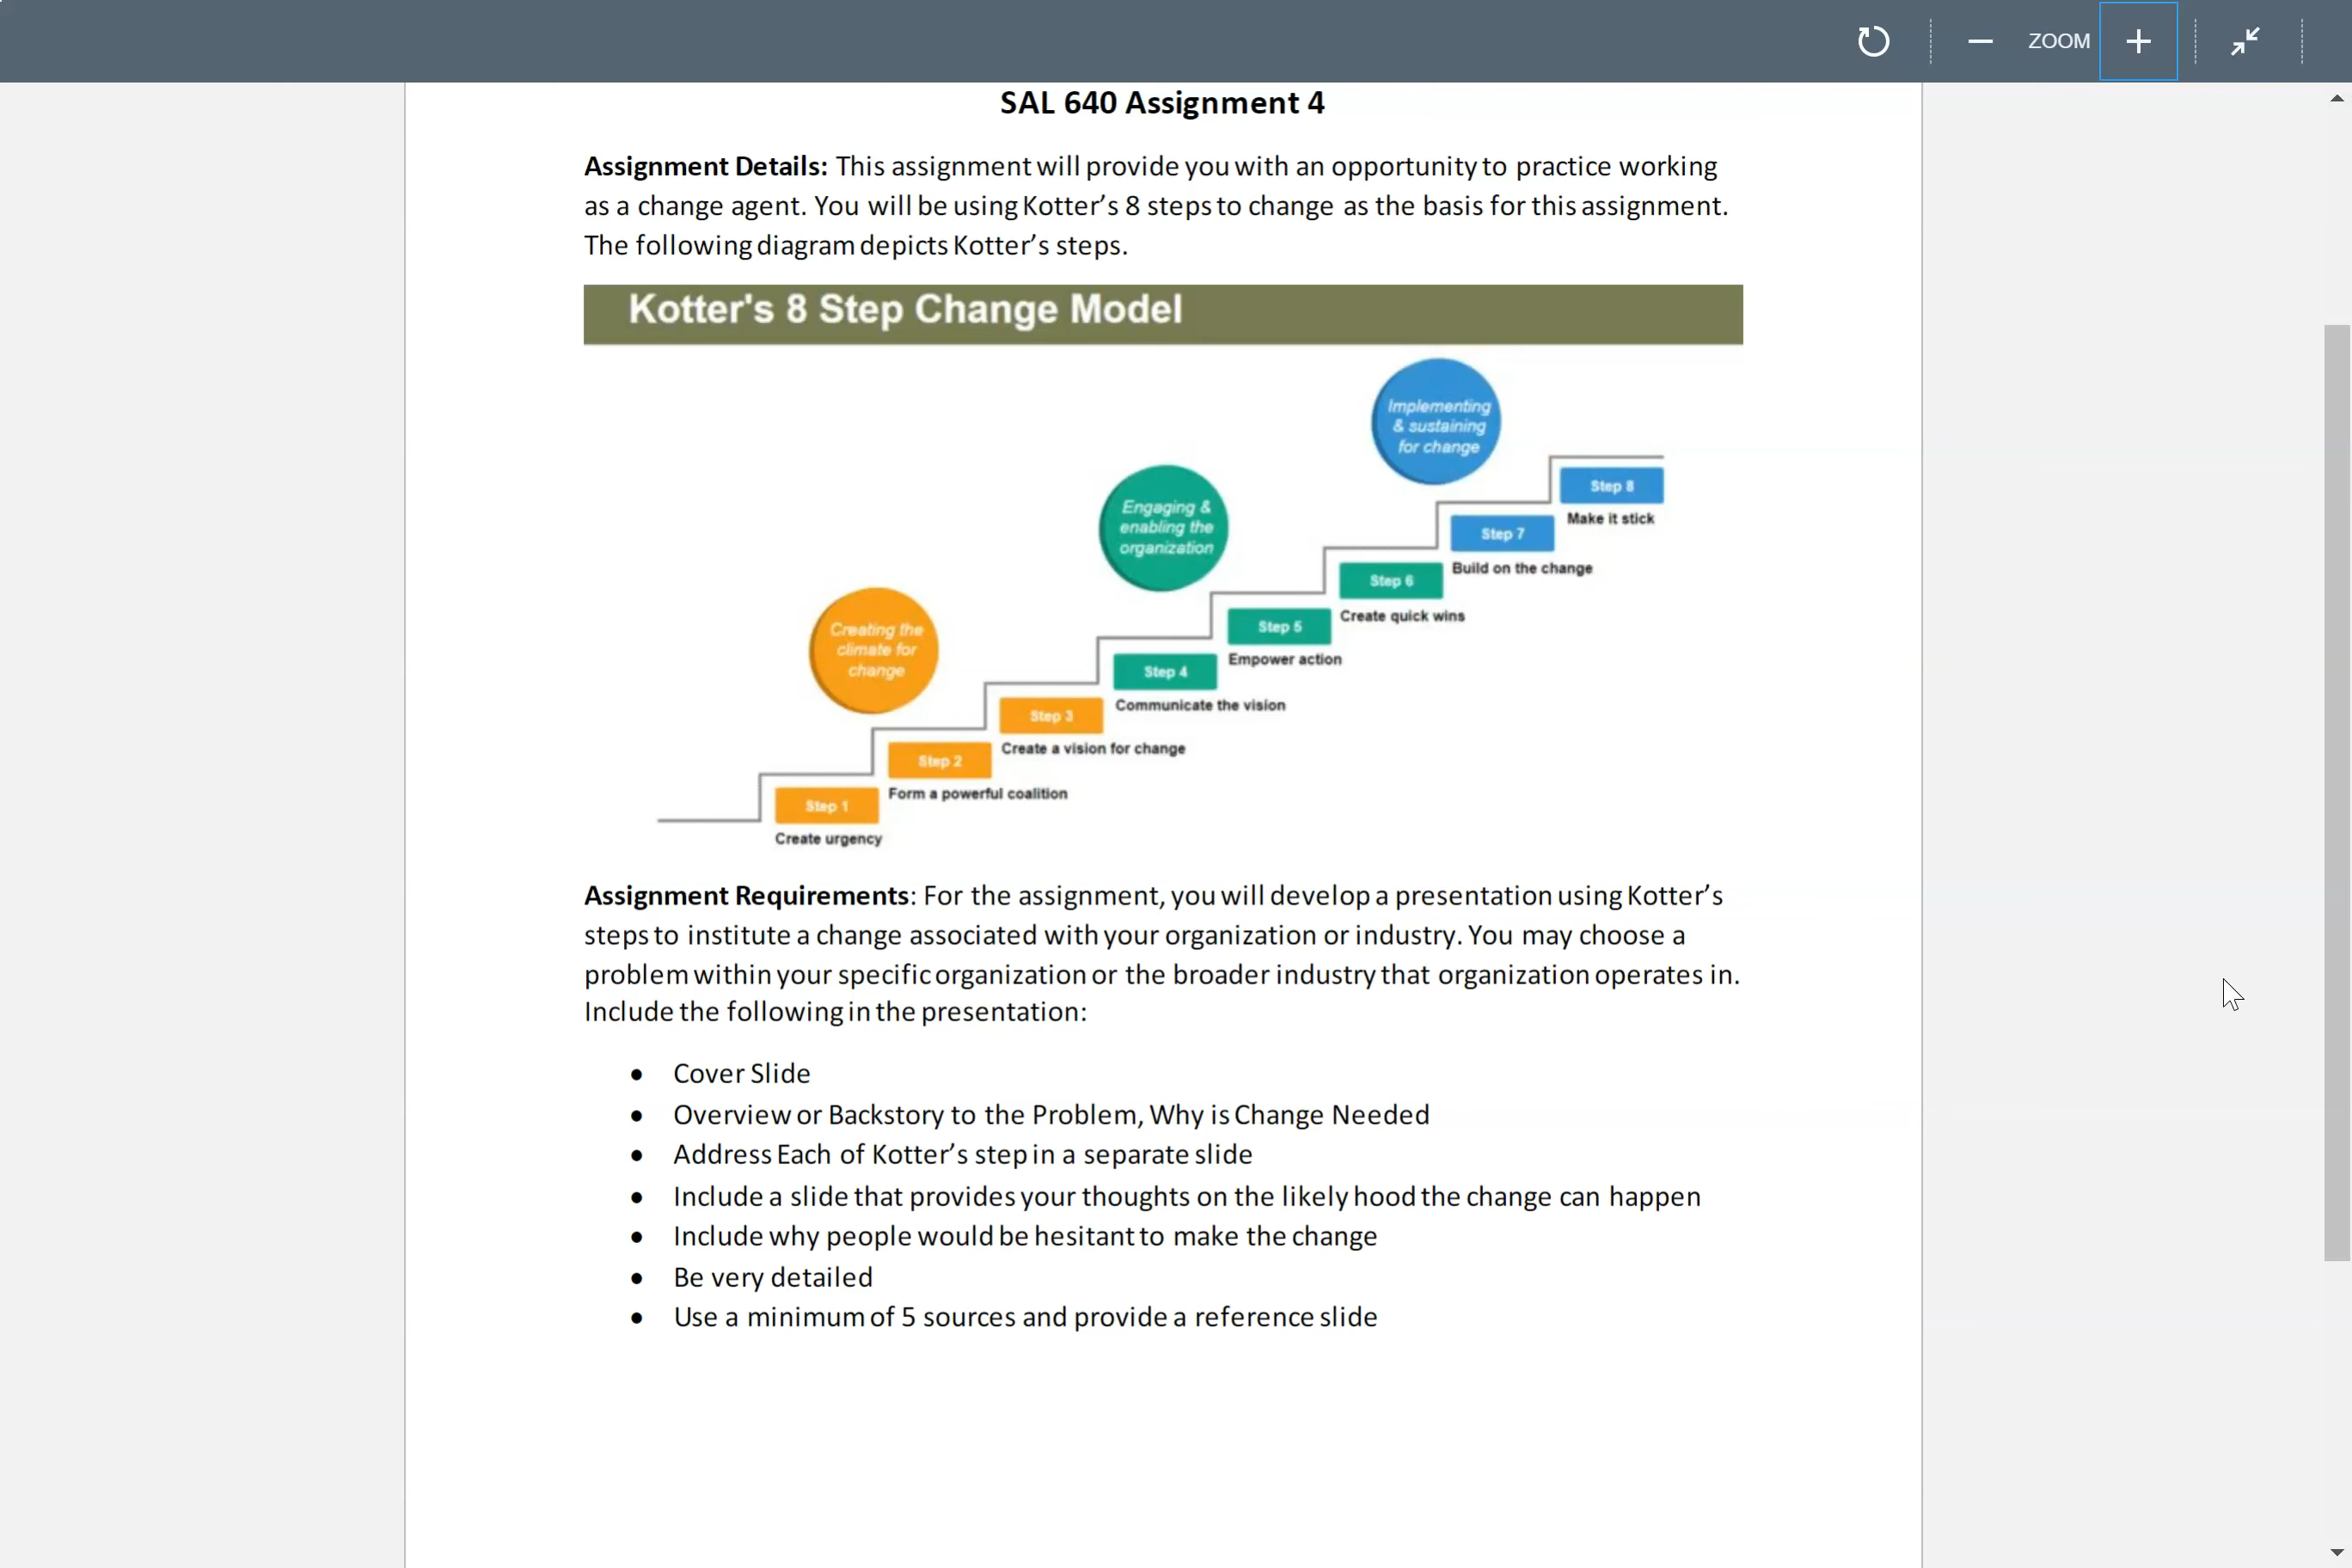 ZOOM
SAL 640 Assignment 4
Assignment Details: This assignment will provide you with an opportunity to practice working
as a change agent. You will be using Kotter’s 8 steps to change as the basis for this assignment.
The following diagram depicts Kotter’s steps.
Kotter's 8 Step Change Model
Implementing
& sustaining
for change
Step 8
Make it stick
Engaging &
enabling the
organization
Step 7
Build on the change
Step 6
Create quick wins
Creating the
climate for
change
Step 5
Empower action
Step 4
Communicate the vision
Step 3
Create a vision for change
Step 2
Form a powerful coalition
Step 1
Create urgency
Assignment Requirements: For the assignment, you will develop a presentation using Kotter’s
steps to institute a change associated with your organization or industry. You may choose a
problem within your specific organization or the broader industry that organization operates in.
Include the following in the presentation:
• Cover Slide
• Overview or Backstory to the Problem, Why is Change Needed
• Address Each of Kotter’s step in a separate slide
• Include a slide that provides your thoughts on the likely hood the change can happen
• Include why people would be hesitant to make the change
• Be very detailed
• Use a minimum of 5 sources and provide a reference slide